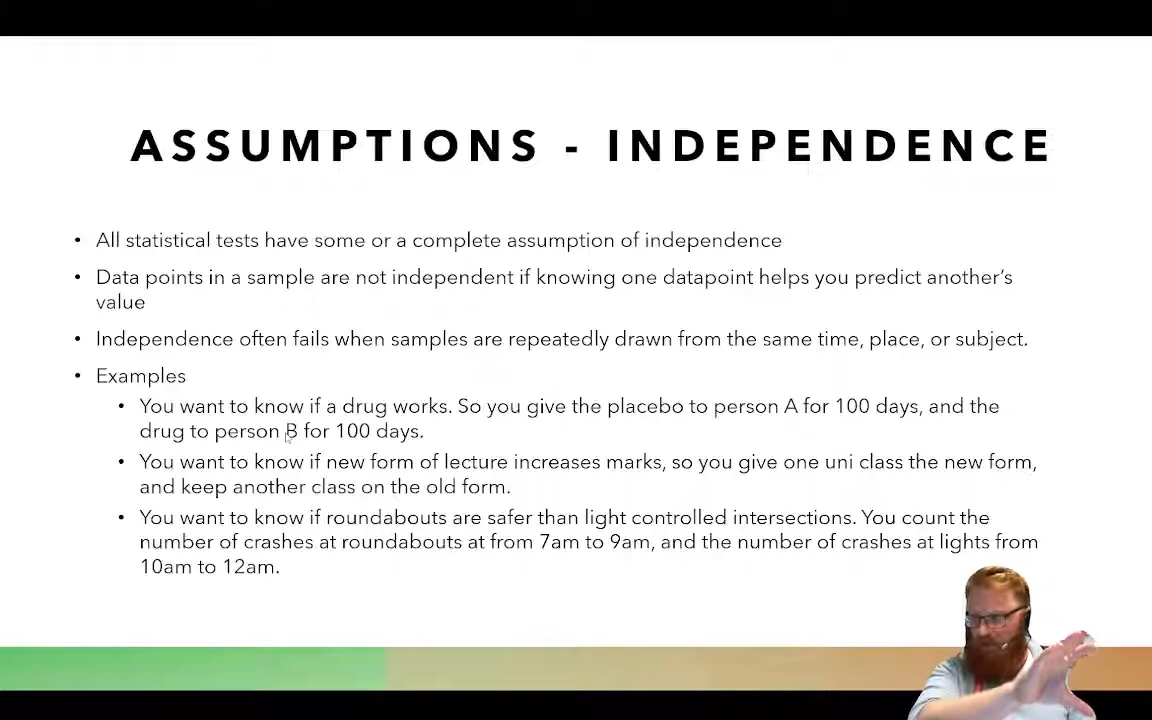 ASSUMPTIONS - INDEPENDENCE
• All statistical tests have some or a complete assumption of independence
• Data points in a sample are not independent if knowing one datapoint helps you predict another's
value
• Independence often fails when samples are repeatedly drawn from the same time, place, or subject.
• Examples
• You want to know if a drug works. So you give the placebo to person A for 100 days, and the
drug to person B for 100 days.
• You want to know if new form of lecture increases marks, so you give one uni class the new form,
and keep another class on the old form.
• You want to know if roundabouts are safer than light controlled intersections. You count the
number of crashes at roundabouts at from 7am to 9am, and the number of crashes at lights from
10am to 12am.